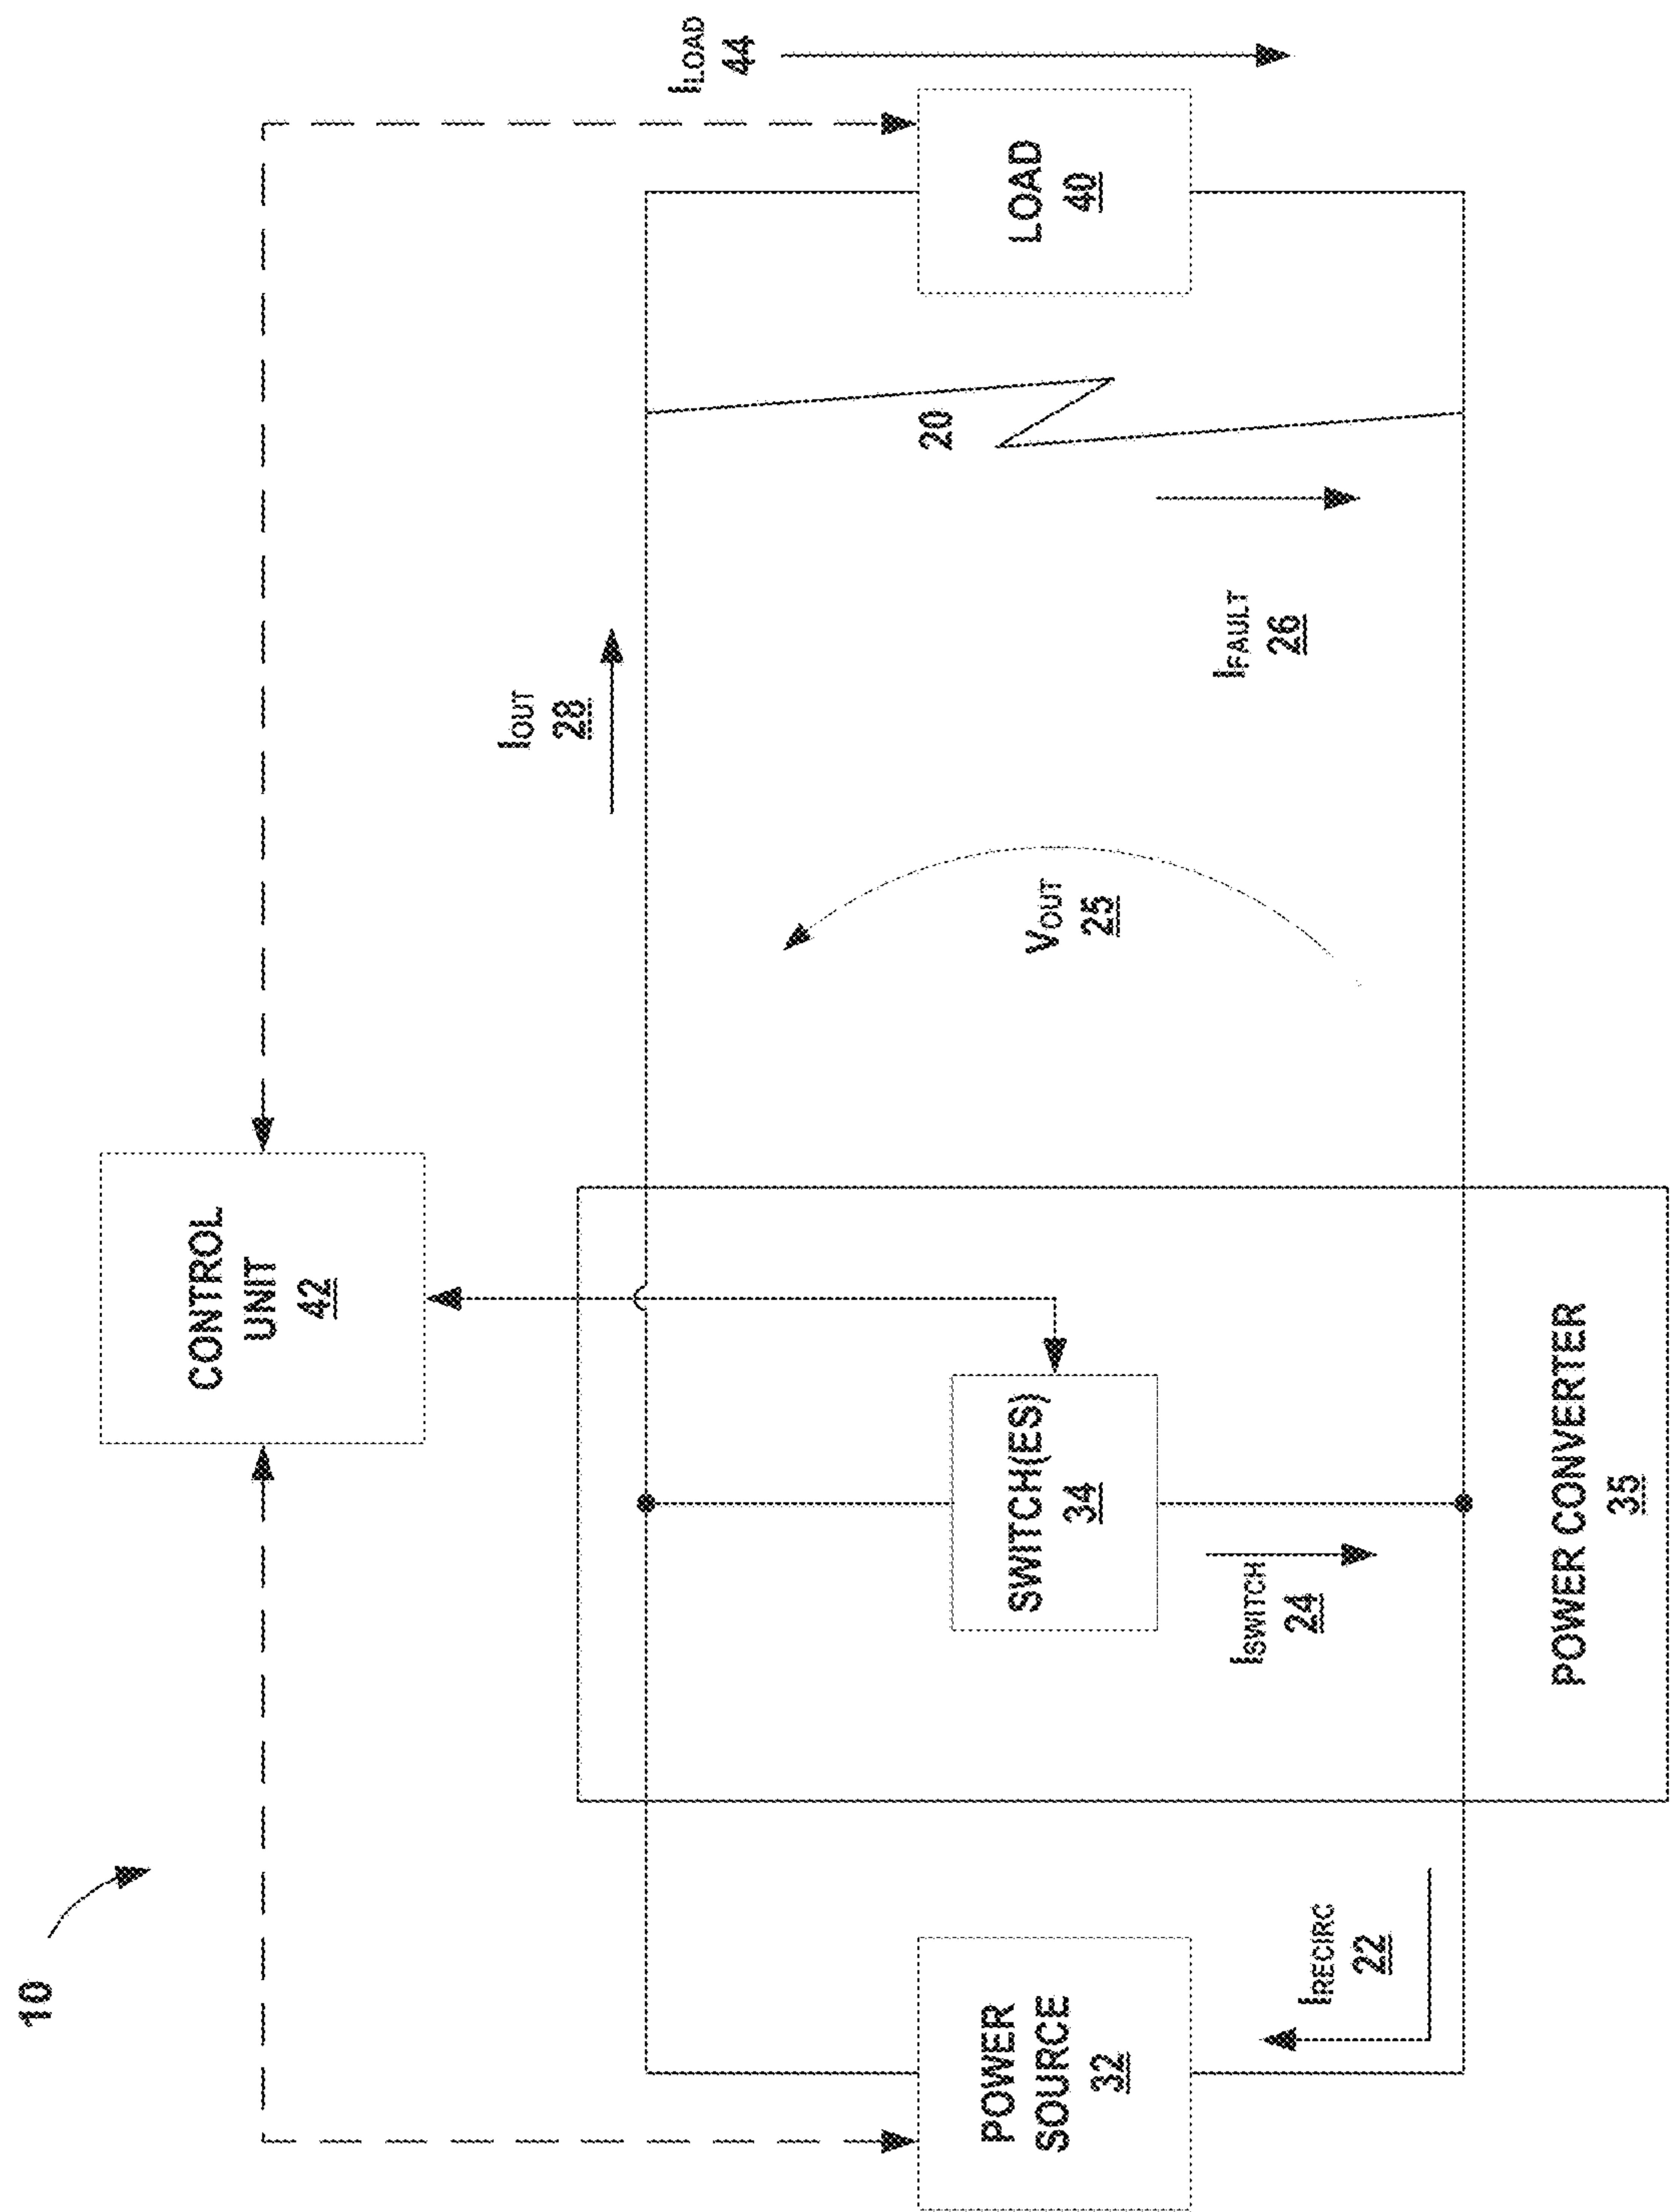 10
CONTROL
UNIT
42
I_LOAD
44
I_OUT
28
POWER
SOURCE
32
SWITCH(ES)
34
V_OUT
25
20
LOAD
40
I_RECIRC
22
I_SWITCH
24
I_FAULT
26
POWER CONVERTER
35